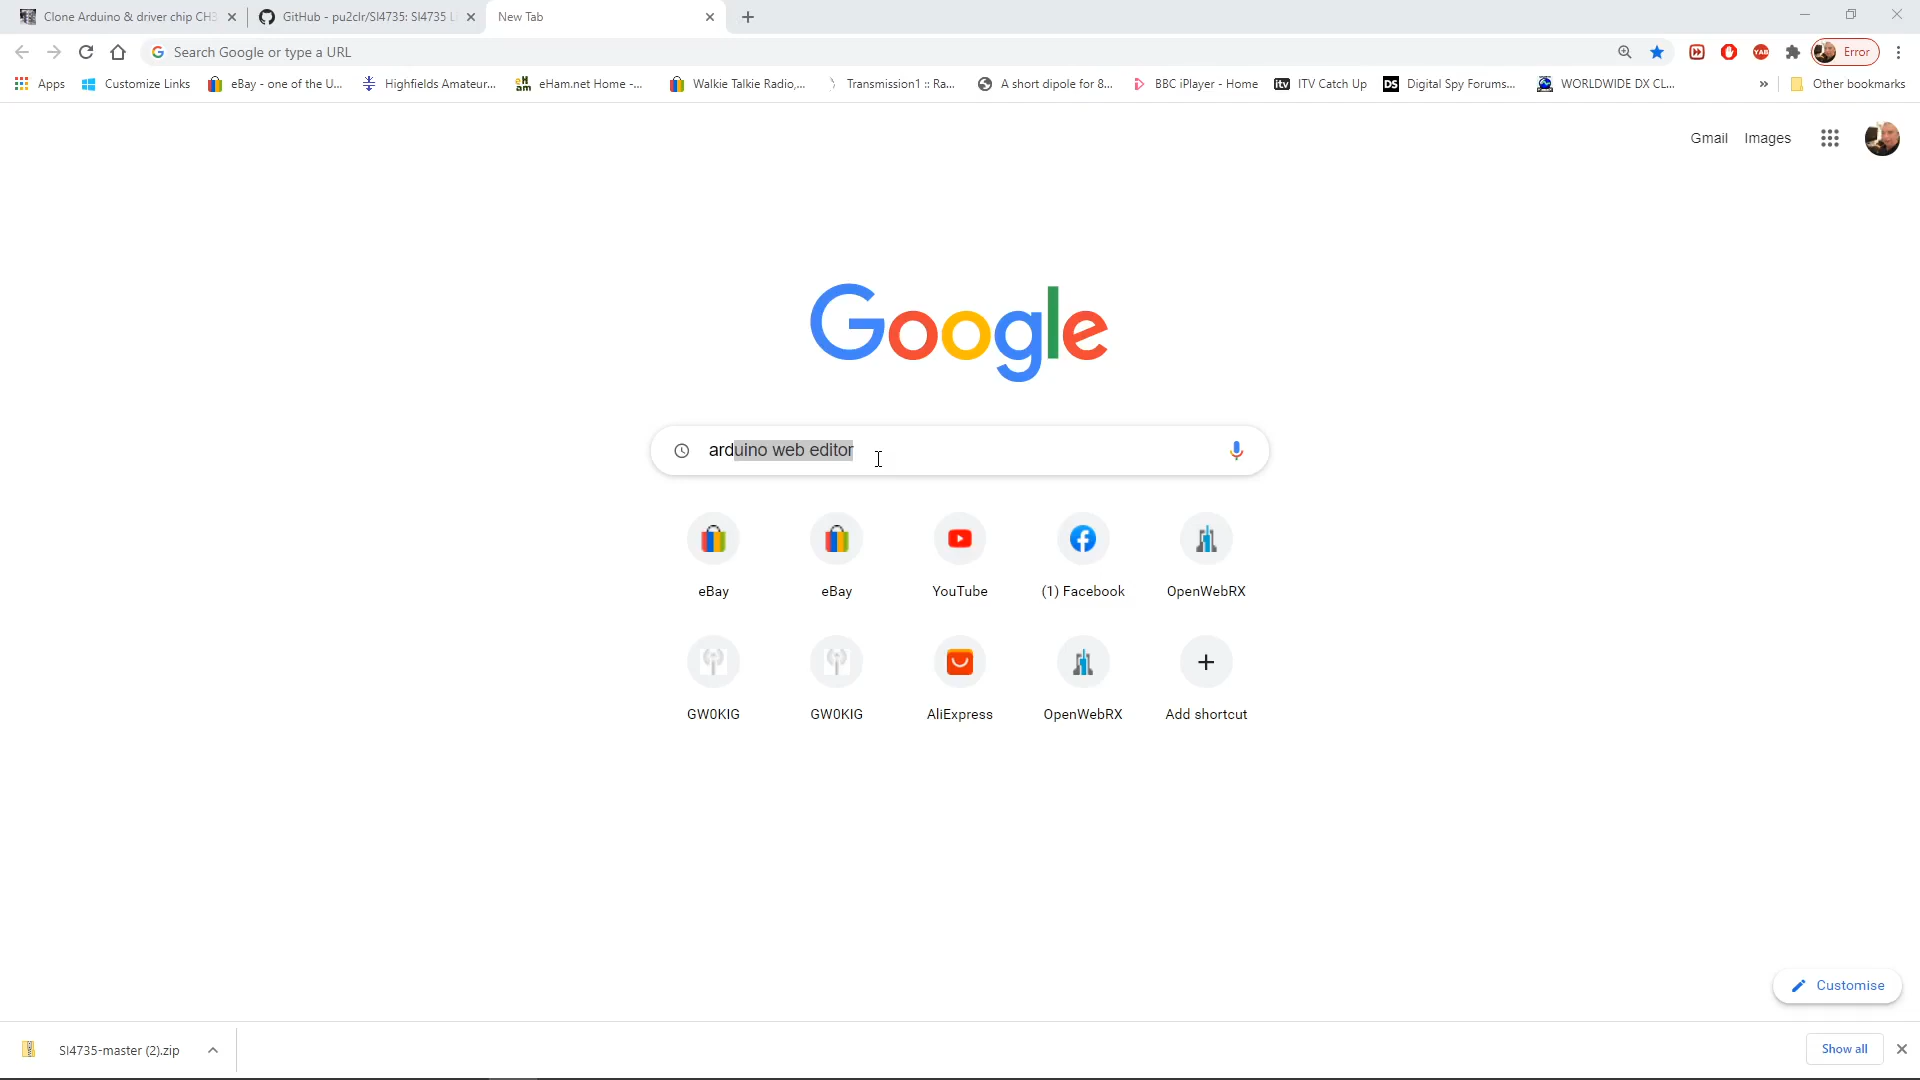 Clone Arduino & driver chip CH3
GitHub - pu2clr/SI4735: SI4735 L
New Tab
Search Google or type a URL
Error
Apps
Customize Links
eBay - one of the U...
Highfields Amateur...
eHam.net Home -...
Walkie Talkie Radio,...
Transmission1 :: Ra...
A short dipole for 8...
BBC iPlayer - Home
itv ITV Catch Up
DS Digital Spy Forums...
WORLDWIDE DX CL...
»
Other bookmarks
Gmail
Images
Google
arduino web editor
eBay
eBay
YouTube
(1) Facebook
OpenWebRX
GW0KIG
GW0KIG
AliExpress
OpenWebRX
Add shortcut
Customise
SI4735-master (2).zip
Show all